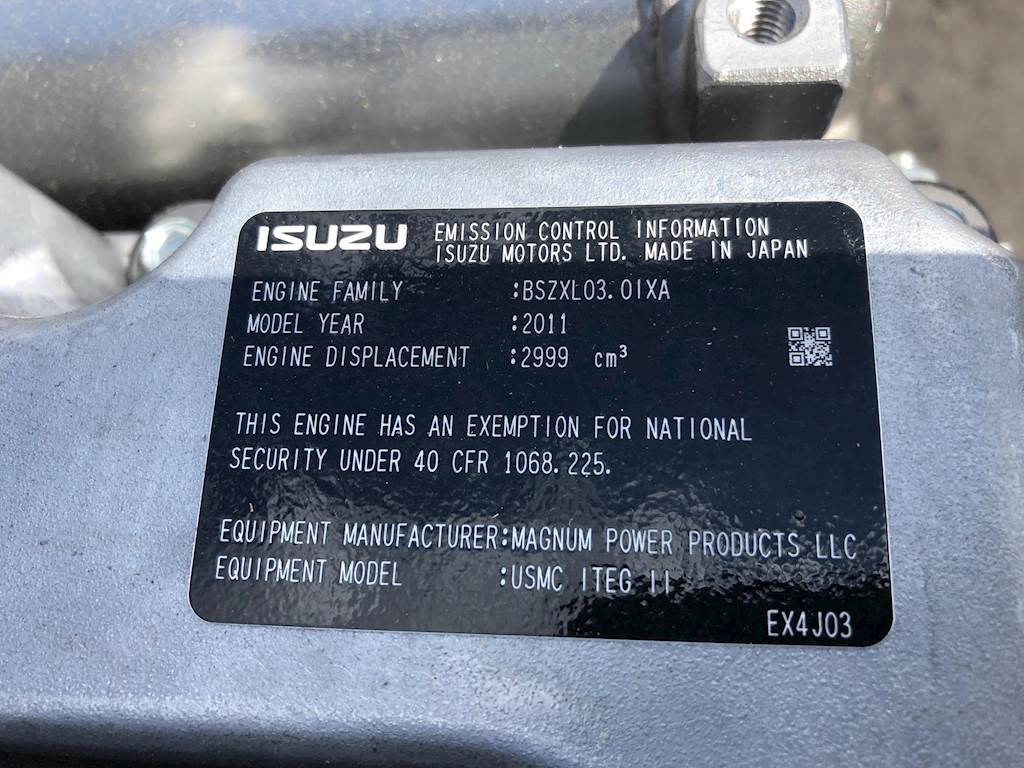 ISUZU EMISSION CONTROL INFORMATION
ISUZU MOTORS LTD. MADE IN JAPAN
ENGINE FAMILY :BSZXL03.0IXA
MODEL YEAR :2011
ENGINE DISPLACEMENT :2999 cm³
THIS ENGINE HAS AN EXEMPTION FOR NATIONAL
SECURITY UNDER 40 CFR 1068.225.
EQUIPMENT MANUFACTURER:MAGNUM POWER PRODUCTS LLC
EQUIPMENT MODEL :USMC ITEG II
EX4J03